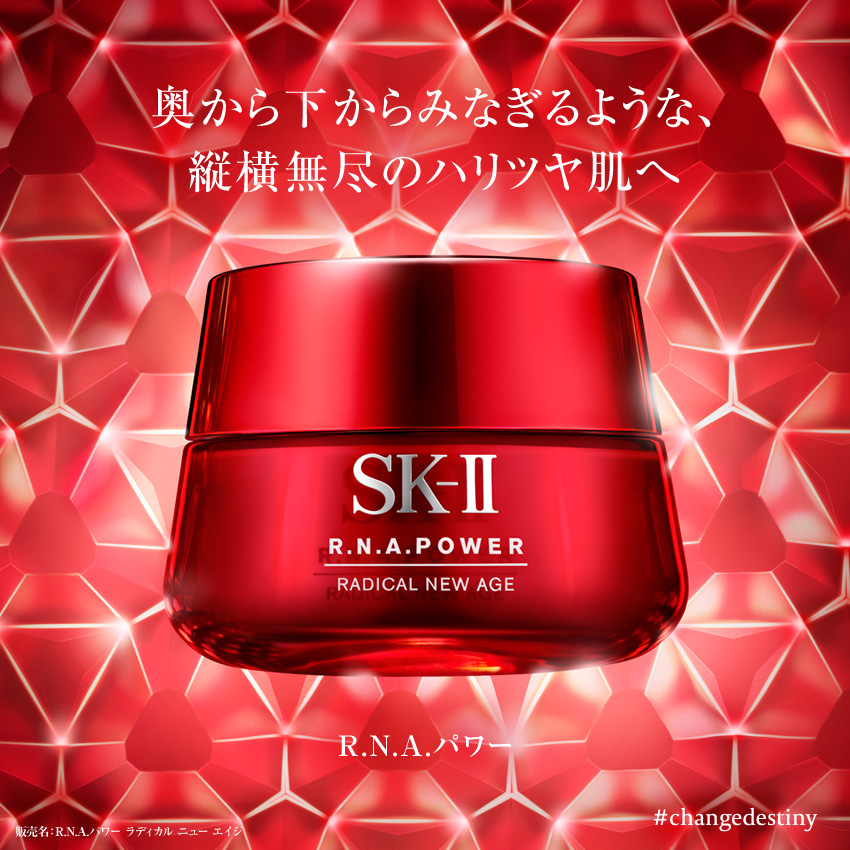 奥から下からみなぎるような、
縦横無尽のハリツヤ肌へ
SK-II
R.N.A.POWER
RADICAL NEW AGE
R.N.A.パワー
#changedestiny
販売名:R.N.A.パワー ラディカル ニュー エイジ